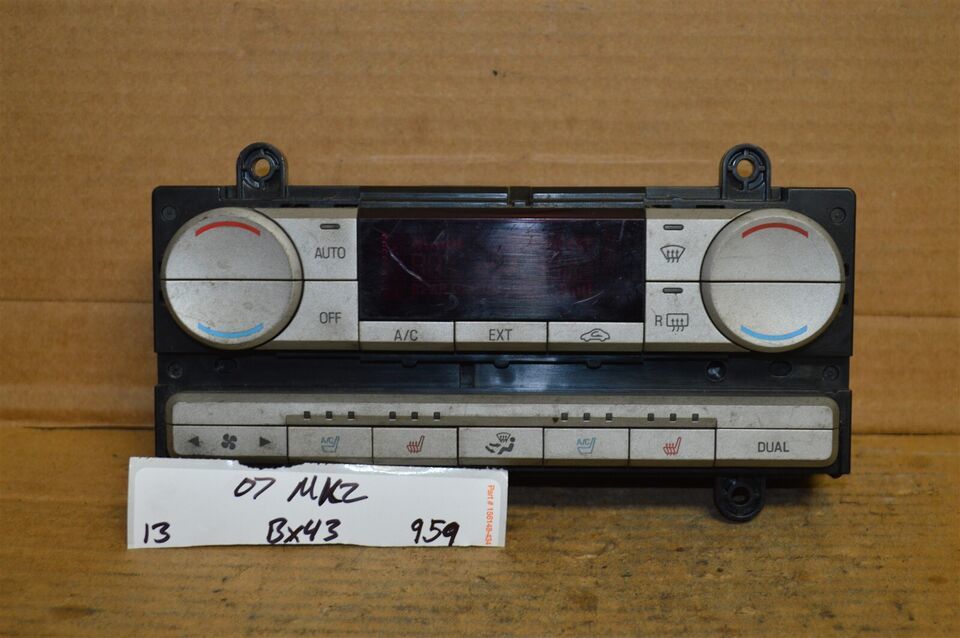 AUTO
OFF
A/C
EXT
R
A/C
A/C
DUAL
07 MKZ
13 Bx43 959